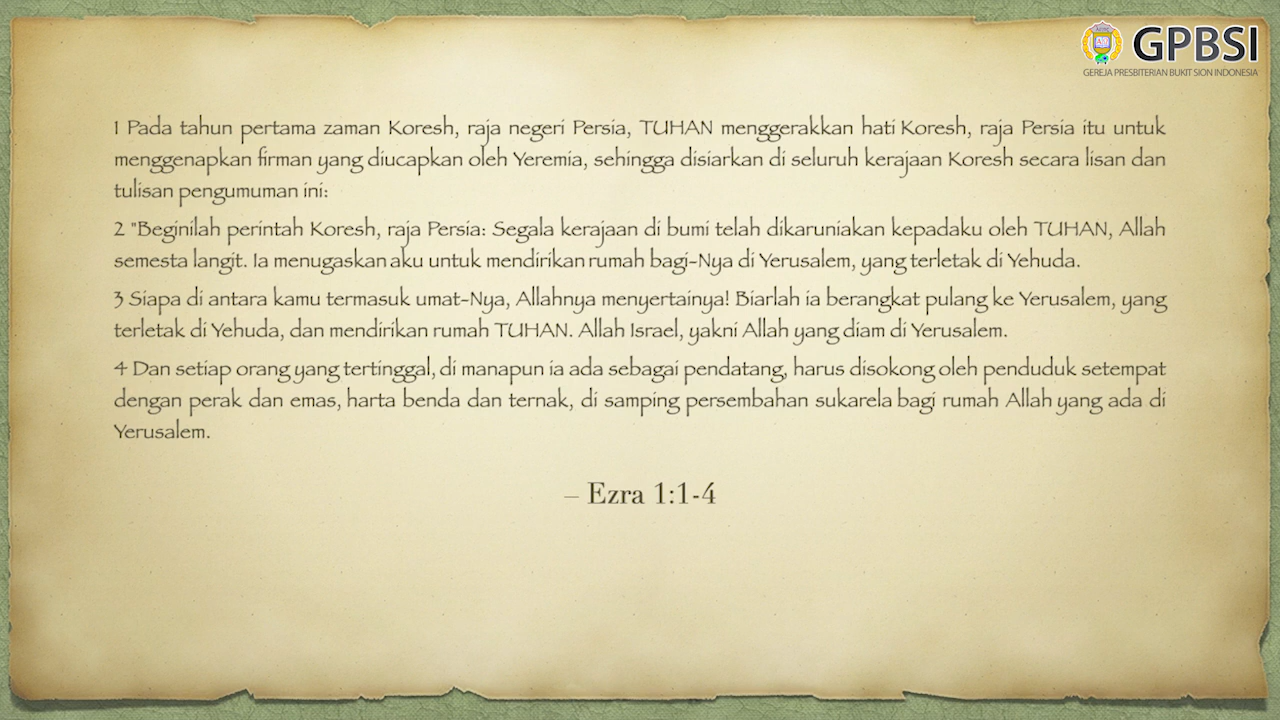 GPBSI
GEREJA PRESBITERIAN BUKIT SION INDONESIA
1 Pada tahun pertama zaman Koresh, raja negeri Persia, TUHAN menggerakkan hati Koresh, raja Persia itu untuk
menggenapkan firman yang diucapkan oleh Yeremia, sehingga disiarkan di seluruh kerajaan Koresh secara lisan dan
tulisan pengumuman ini:
2 "Beginilah perintah Koresh, raja Persia: Segala kerajaan di bumi telah dikaruniakan kepadaku oleh TUHAN, Allah
semesta langit. Ia menugaskan aku untuk mendirikan rumah bagi-Nya di Yerusalem, yang terletak di Yehuda.
3 Siapa di antara kamu termasuk umat-Nya, Allahnya menyertainya! Biarlah ia berangkat pulang ke Yerusalem, yang
terletak di Yehuda, dan mendirikan rumah TUHAN. Allah Israel, yakni Allah yang diam di Yerusalem.
4 Dan setiap orang yang tertinggal, di manapun ia ada sebagai pendatang, harus disokong oleh penduduk setempat
dengan perak dan emas, harta benda dan ternak, di samping persembahan sukarela bagi rumah Allah yang ada di
Yerusalem.
– Ezra 1:1-4